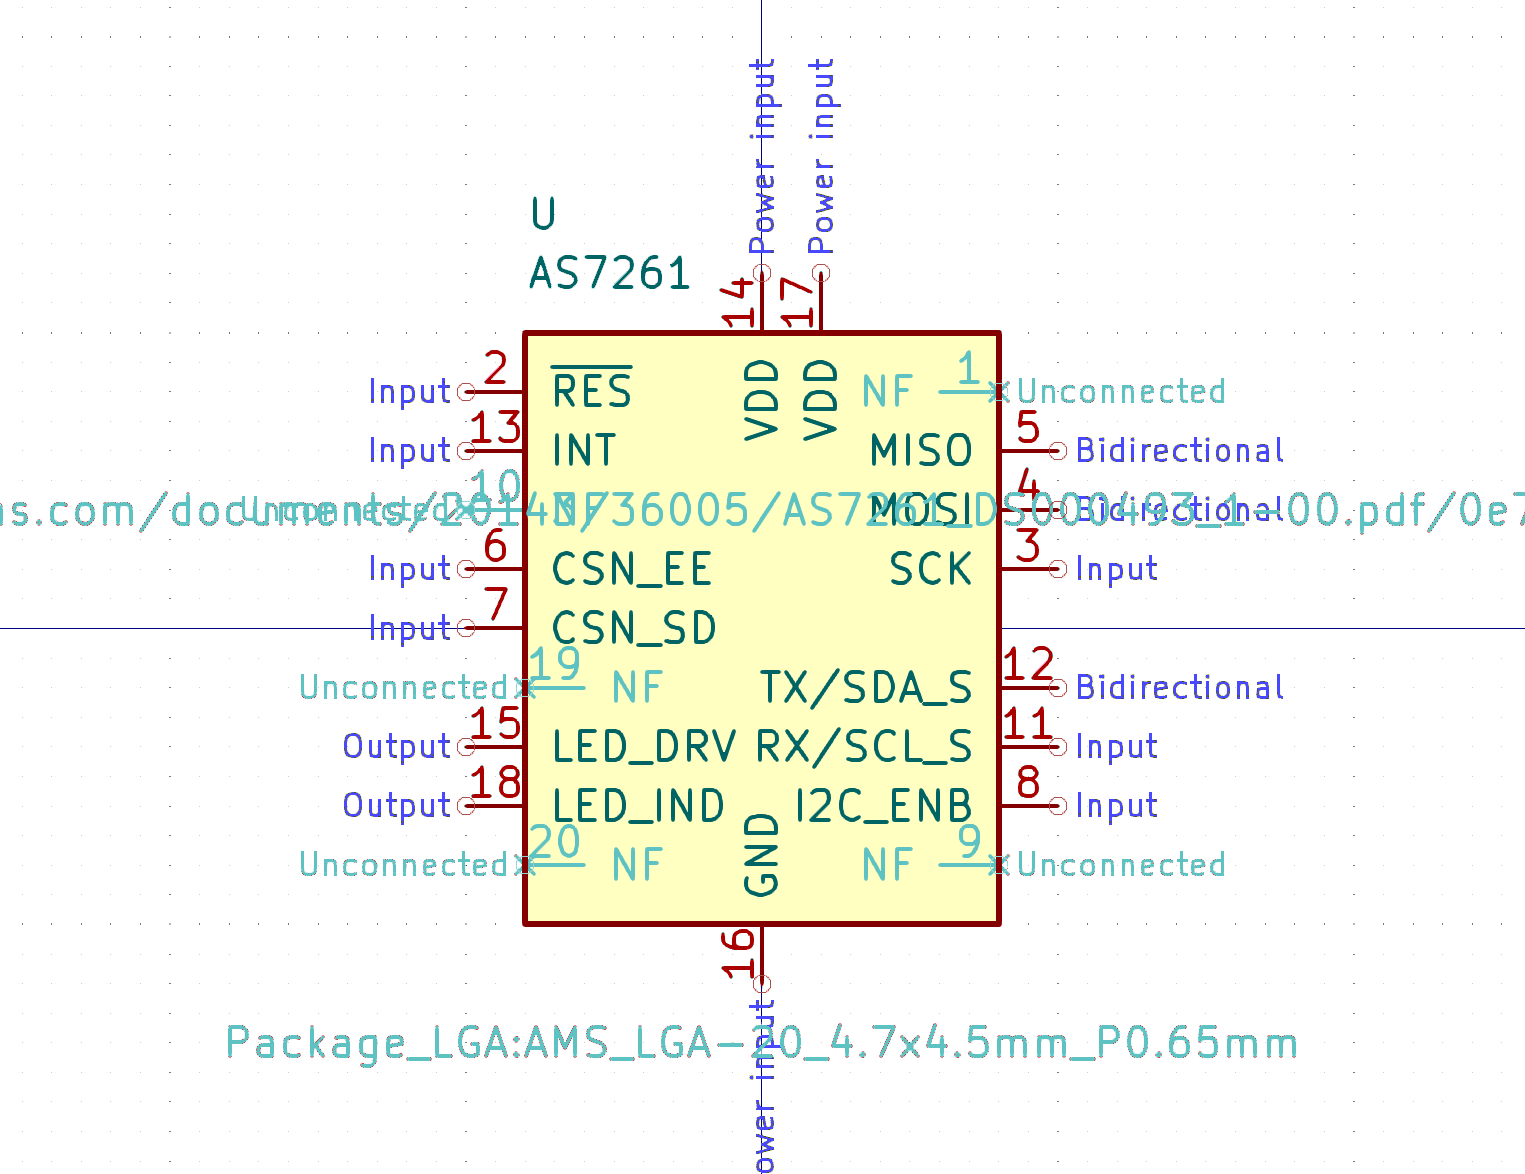 Power input
Power input
U
AS7261
14
17
Input 2 RES VDD VDD NF 1 Unconnected
Input 13 INT MISO 5 Bidirectional
Unconnected 10 NF MOSI 4 Bidirectional
Input 6 CSN_EE SCK 3 Input
Input 7 CSN_SD
Unconnected 19 NF TX/SDA_S 12 Bidirectional
Output 15 LED_DRV RX/SCL_S 11 Input
Output 18 LED_IND I2C_ENB 8 Input
Unconnected 20 NF GND NF 9 Unconnected
16
Package_LGA:AMS_LGA-20_4.7x4.5mm_P0.65mm
ower input